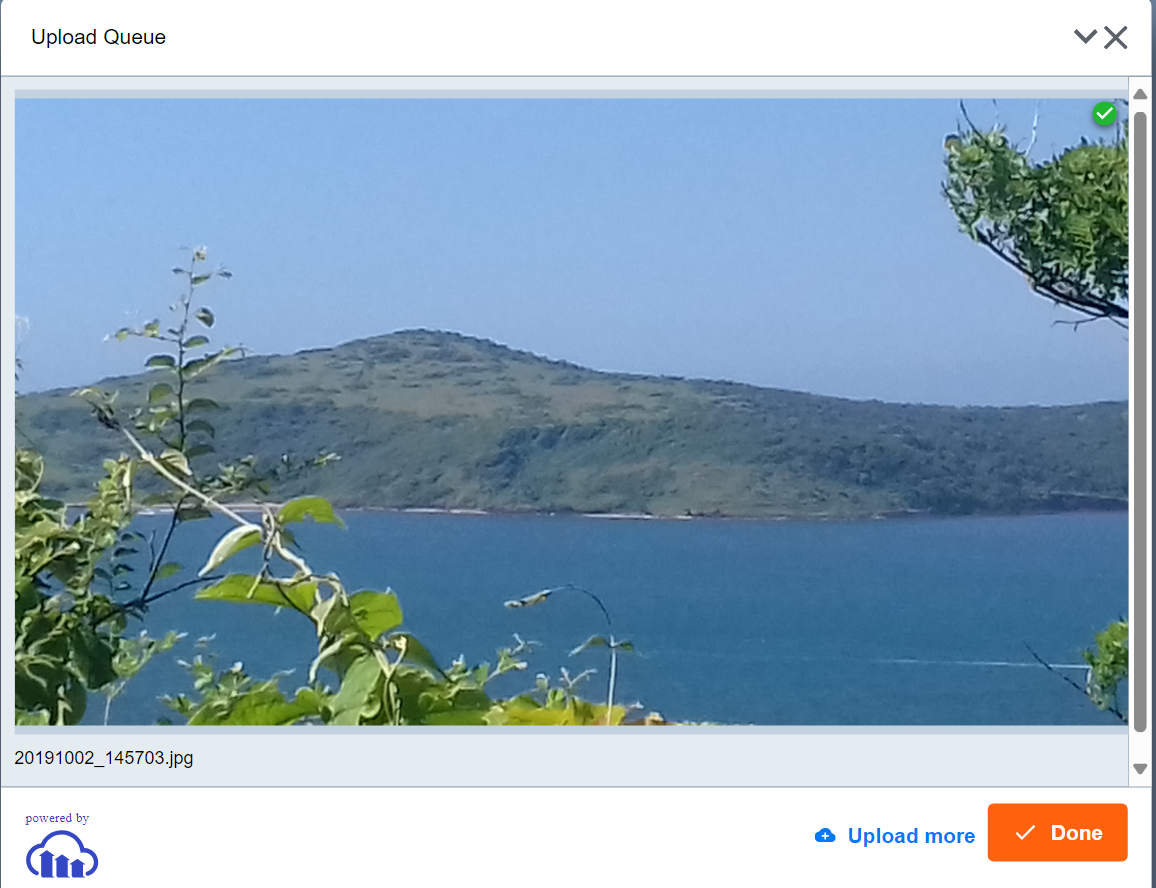 Upload Queue
20191002_145703.jpg
powered by
Upload more
Done